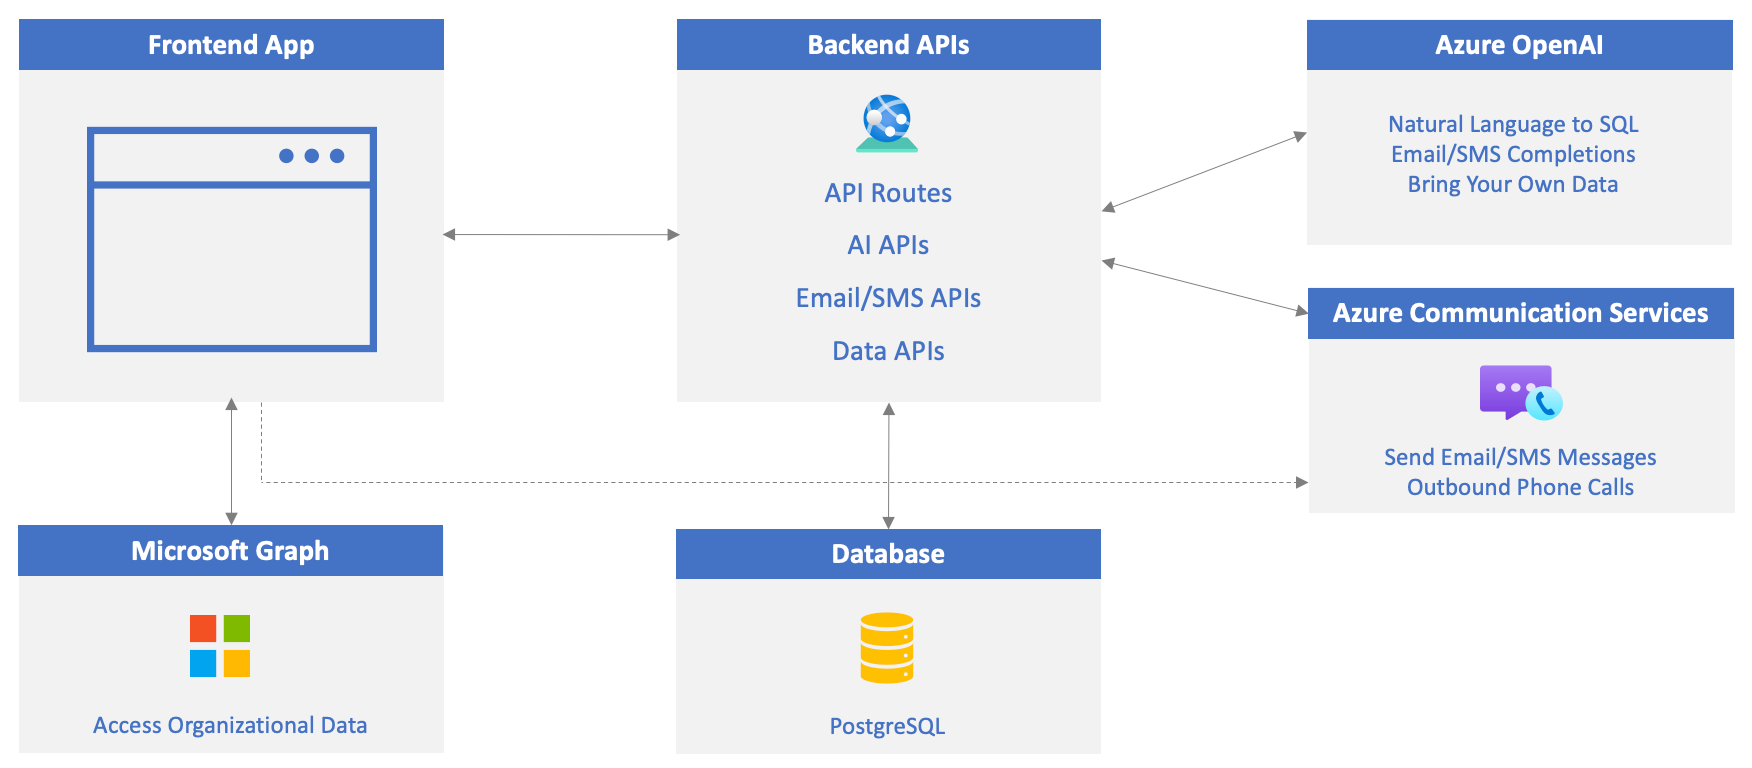 Frontend App
Backend APIs
API Routes
AI APIs
Email/SMS APIs
Data APIs
Azure OpenAI
Natural Language to SQL
Email/SMS Completions
Bring Your Own Data
Azure Communication Services
Send Email/SMS Messages
Outbound Phone Calls
Microsoft Graph
Access Organizational Data
Database
PostgreSQL